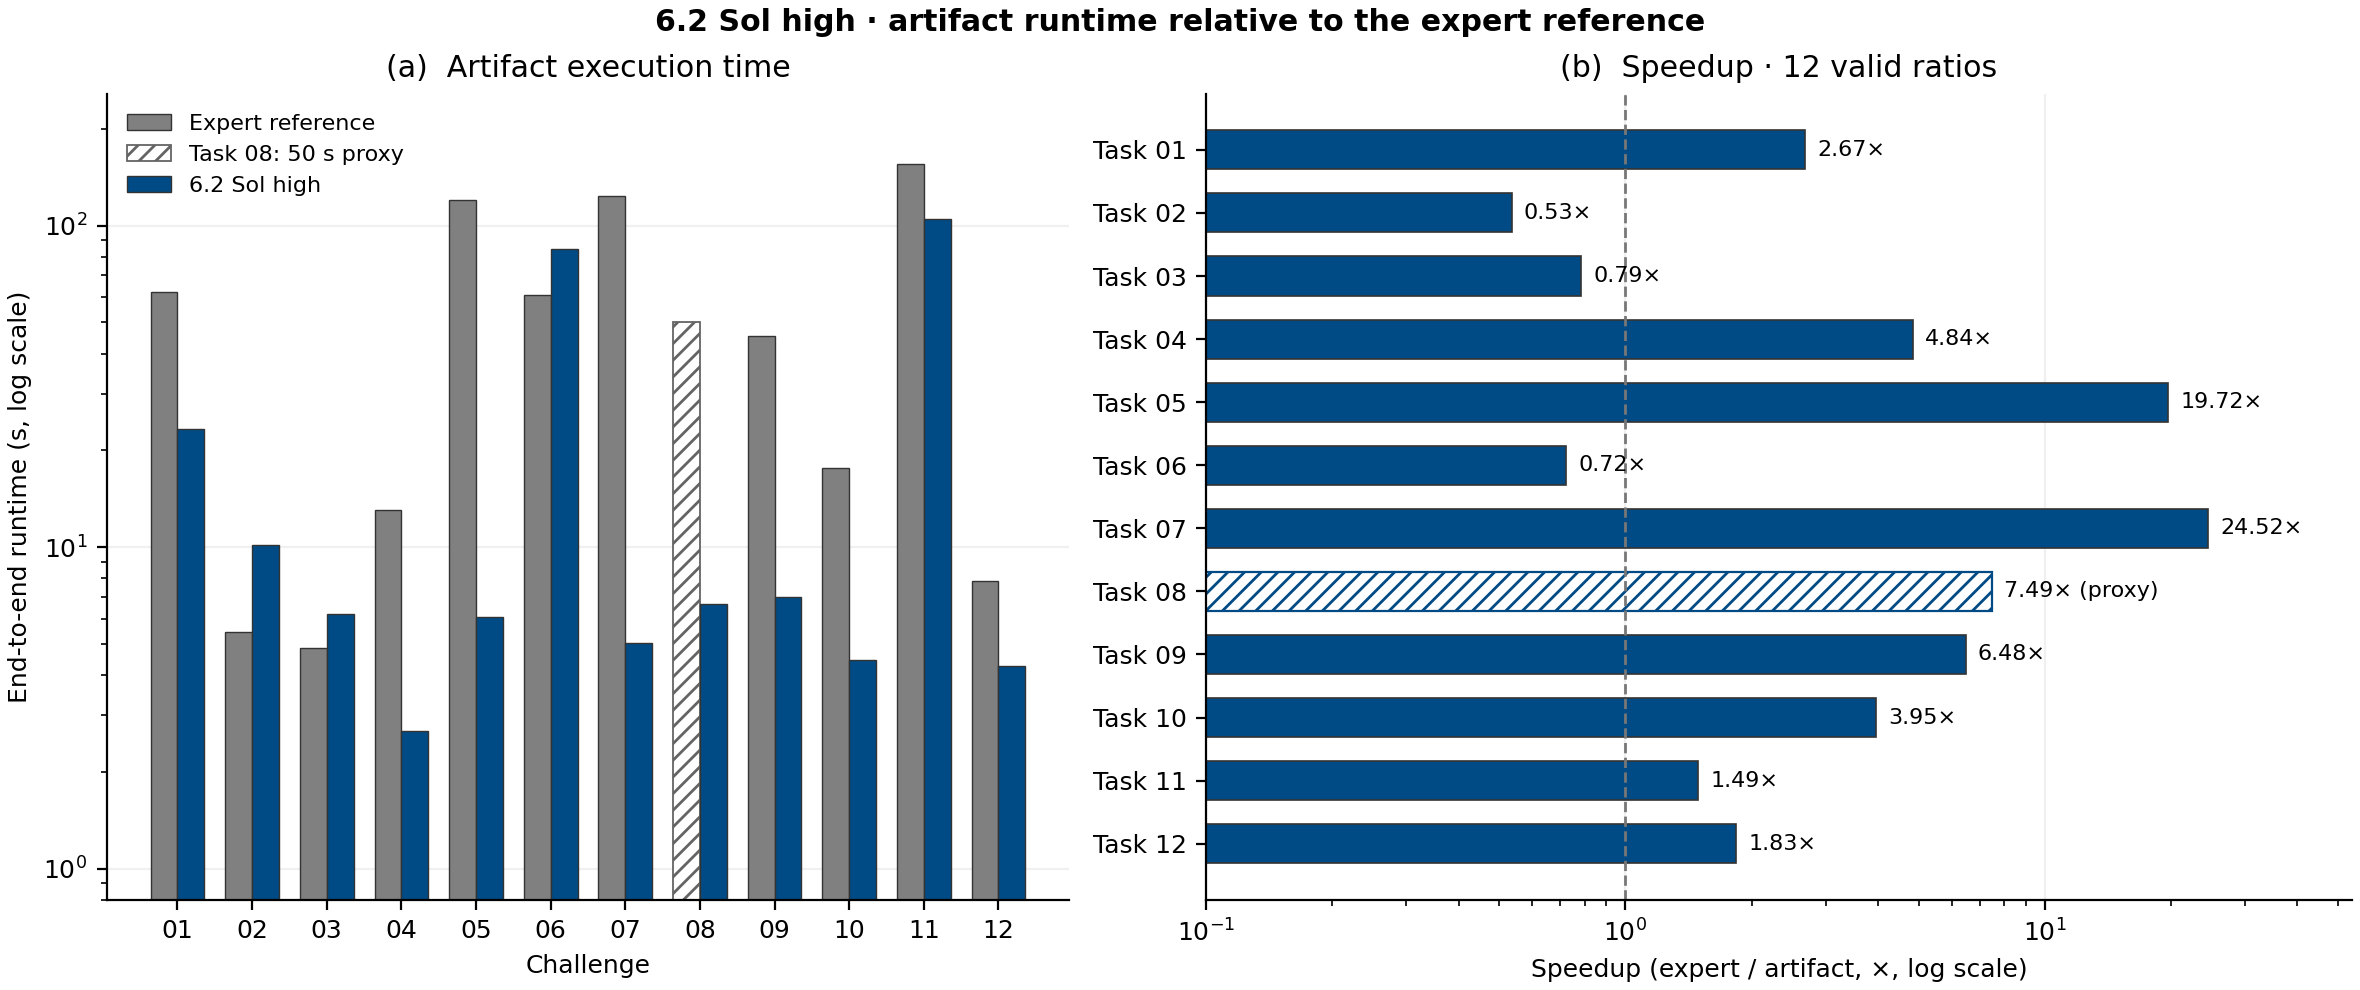 6.2 Sol high · artifact runtime relative to the expert reference
(a) Artifact execution time
Expert reference
Task 08: 50 s proxy
6.2 Sol high
End-to-end runtime (s, log scale)
10²
10¹
10⁰
01 02 03 04 05 06 07 08 09 10 11 12
Challenge
(b) Speedup · 12 valid ratios
Task 01 2.67×
Task 02 0.53×
Task 03 0.79×
Task 04 4.84×
Task 05 19.72×
Task 06 0.72×
Task 07 24.52×
Task 08 7.49× (proxy)
Task 09 6.48×
Task 10 3.95×
Task 11 1.49×
Task 12 1.83×
10⁻¹ 10⁰ 10¹
Speedup (expert / artifact, ×, log scale)